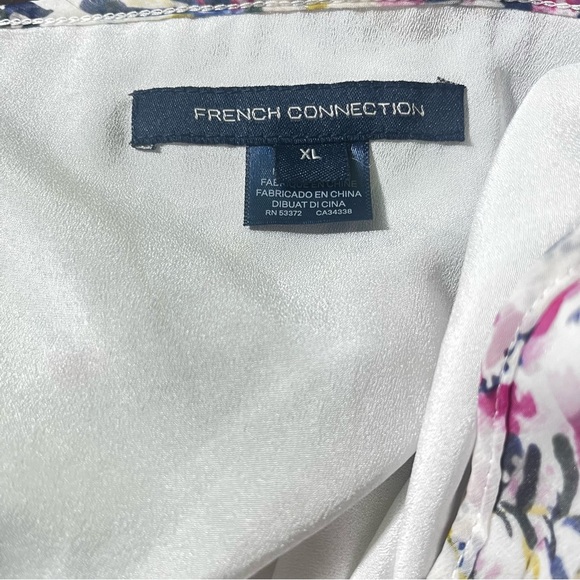 FRENCH CONNECTION
XL
FABRICADO EN CHINA
DIBUAT DI CINA
RN 53372 CA34338